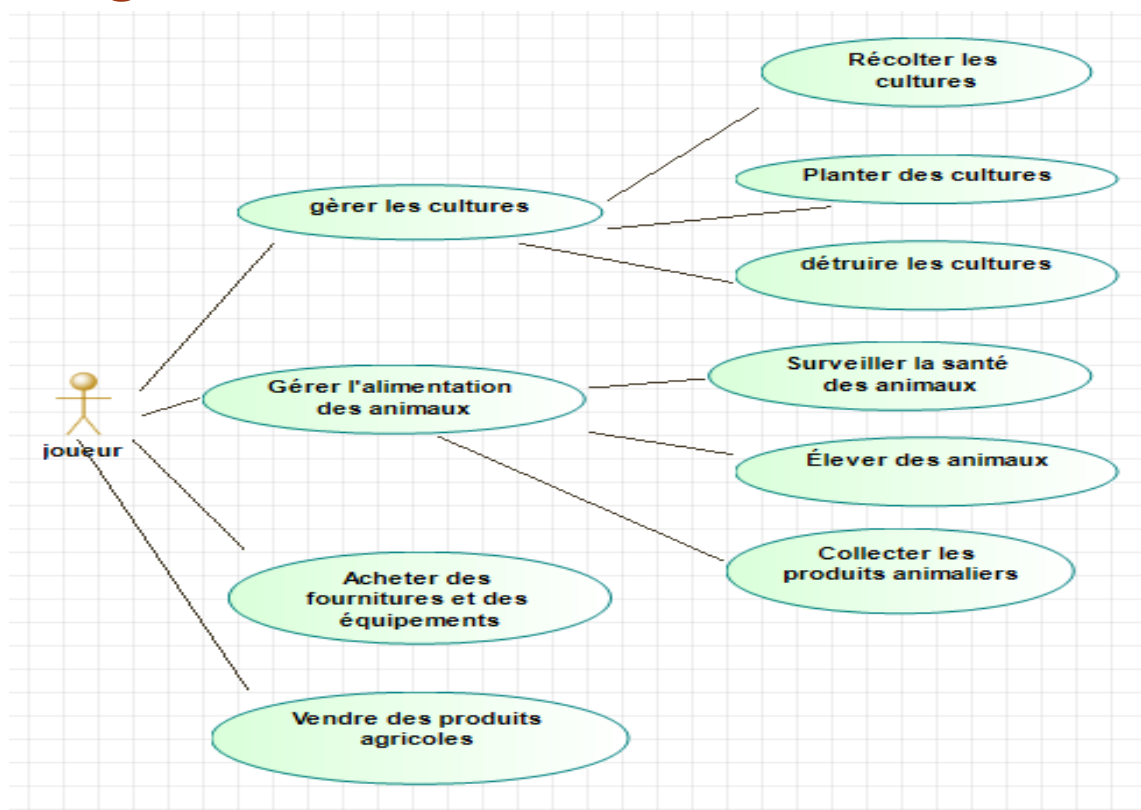 Récolter les
cultures
Planter des cultures
gèrer les cultures
détruire les cultures
Surveiller la santé
des animaux
Gérer l'alimentation
des animaux
joueur
Élever des animaux
Collecter les
produits animaliers
Acheter des
fournitures et des
équipements
Vendre des produits
agricoles